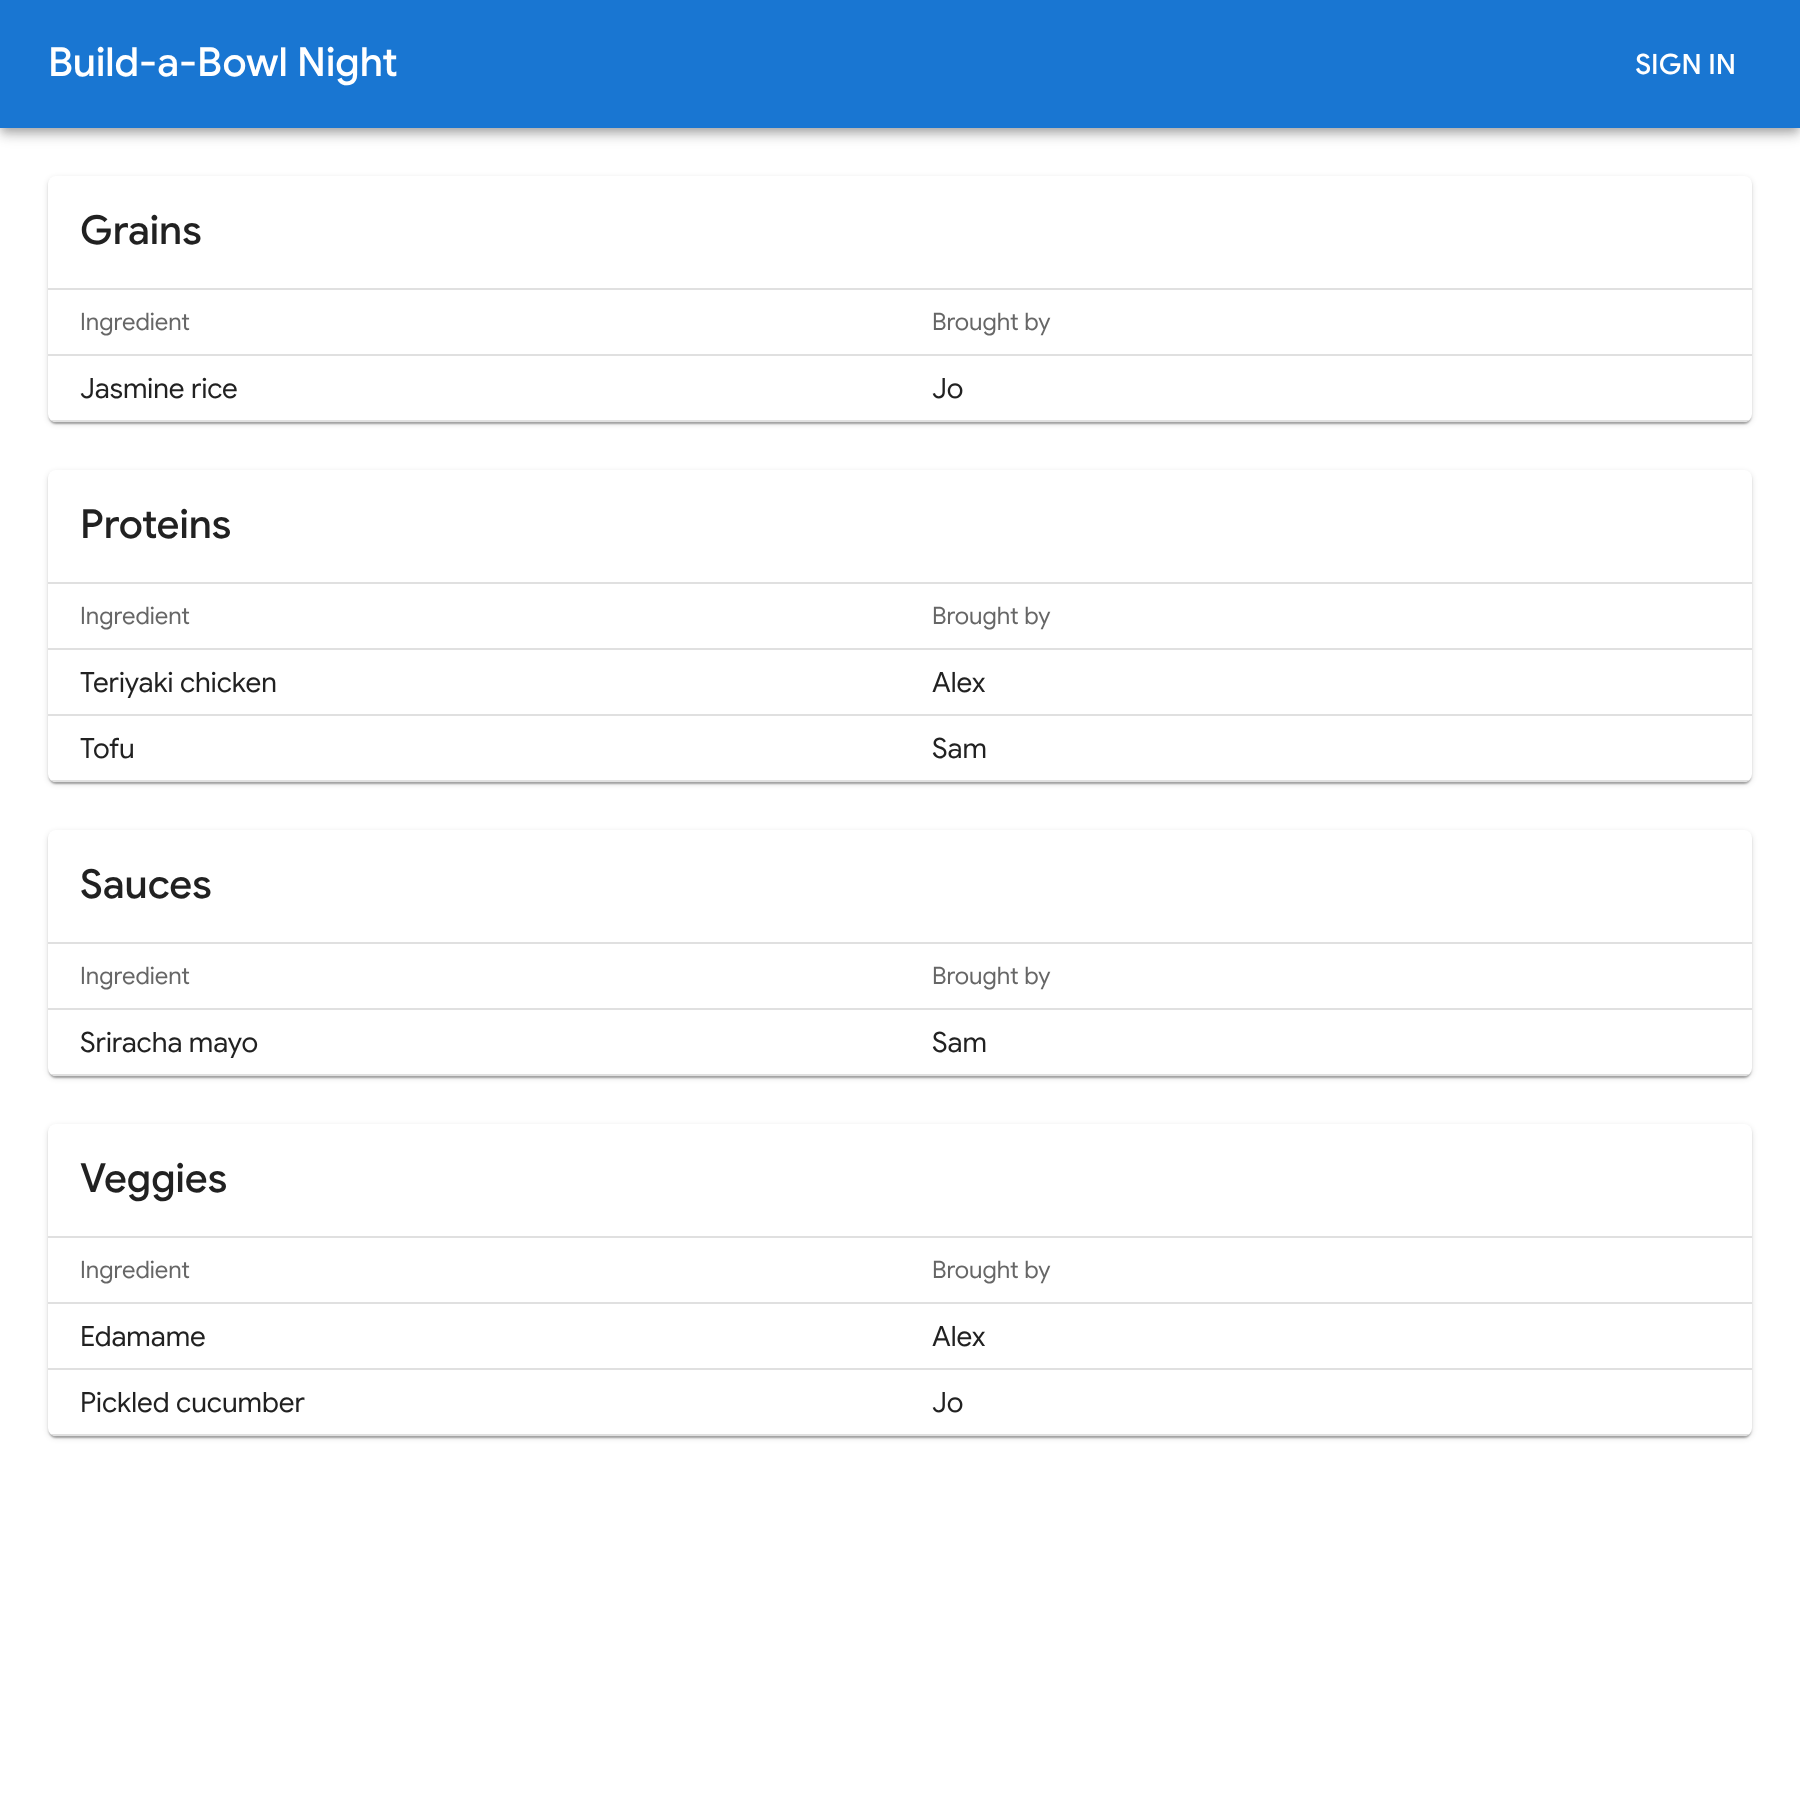 Build-a-Bowl Night
SIGN IN
Grains
Ingredient Brought by
Jasmine rice Jo
Proteins
Ingredient Brought by
Teriyaki chicken Alex
Tofu Sam
Sauces
Ingredient Brought by
Sriracha mayo Sam
Veggies
Ingredient Brought by
Edamame Alex
Pickled cucumber Jo